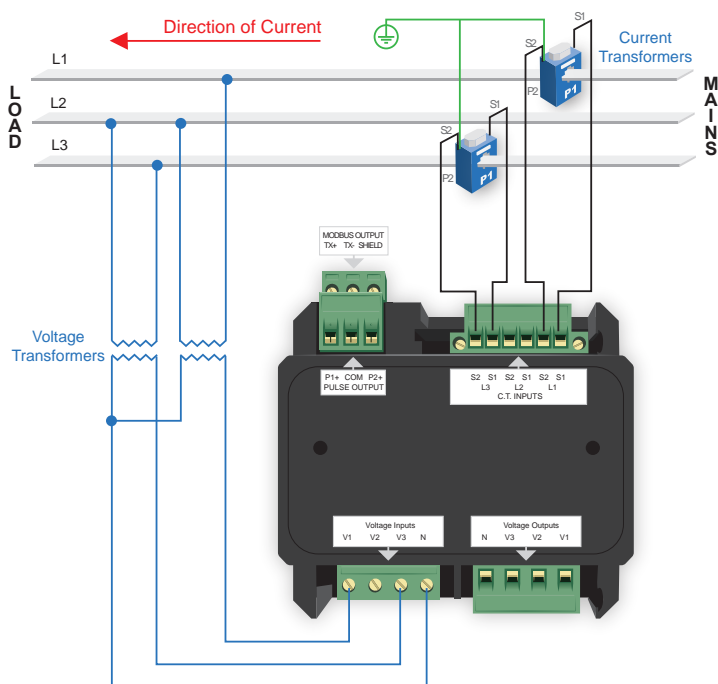 Direction of Current
S1
S2
Current
Transformers
L1
P2
P1
L2
S1
LOAD
MAINS
S2
L3
P2
P1
MODBUS OUTPUT
TX+ TX- SHIELD
Voltage
Transformers
P1+ COM P2+
PULSE OUTPUT
S2 S1 S2 S1 S2 S1
L3 L2 L1
C.T. INPUTS
Voltage Inputs
V1 V2 V3 N
Voltage Outputs
N V3 V2 V1